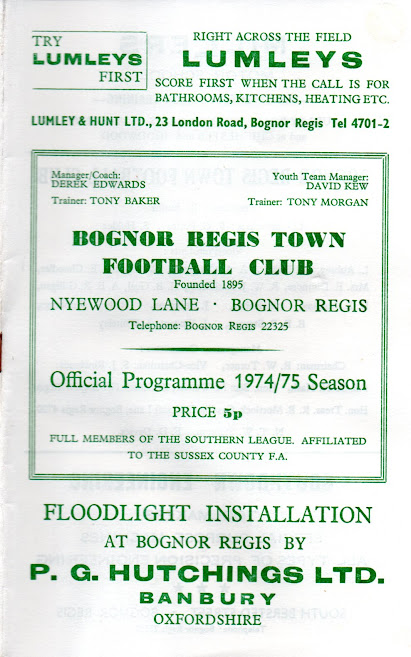 TRY
LUMLEYS
FIRST
RIGHT ACROSS THE FIELD
LUMLEYS
SCORE FIRST WHEN THE CALL IS FOR
BATHROOMS, KITCHENS, HEATING ETC.
LUMLEY & HUNT LTD., 23 London Road, Bognor Regis Tel 4701-2
Manager/Coach:
DEREK EDWARDS
Trainer: TONY BAKER
Youth Team Manager:
DAVID KEW
Trainer: TONY MORGAN
BOGNOR REGIS TOWN
FOOTBALL CLUB
Founded 1895
NYEWOOD LANE · BOGNOR REGIS
Telephone: BOGNOR REGIS 22325
Official Programme 1974/75 Season
PRICE 5p
FULL MEMBERS OF THE SOUTHERN LEAGUE. AFFILIATED
TO THE SUSSEX COUNTY F.A.
FLOODLIGHT INSTALLATION
AT BOGNOR REGIS BY
P. G. HUTCHINGS LTD.
BANBURY
OXFORDSHIRE